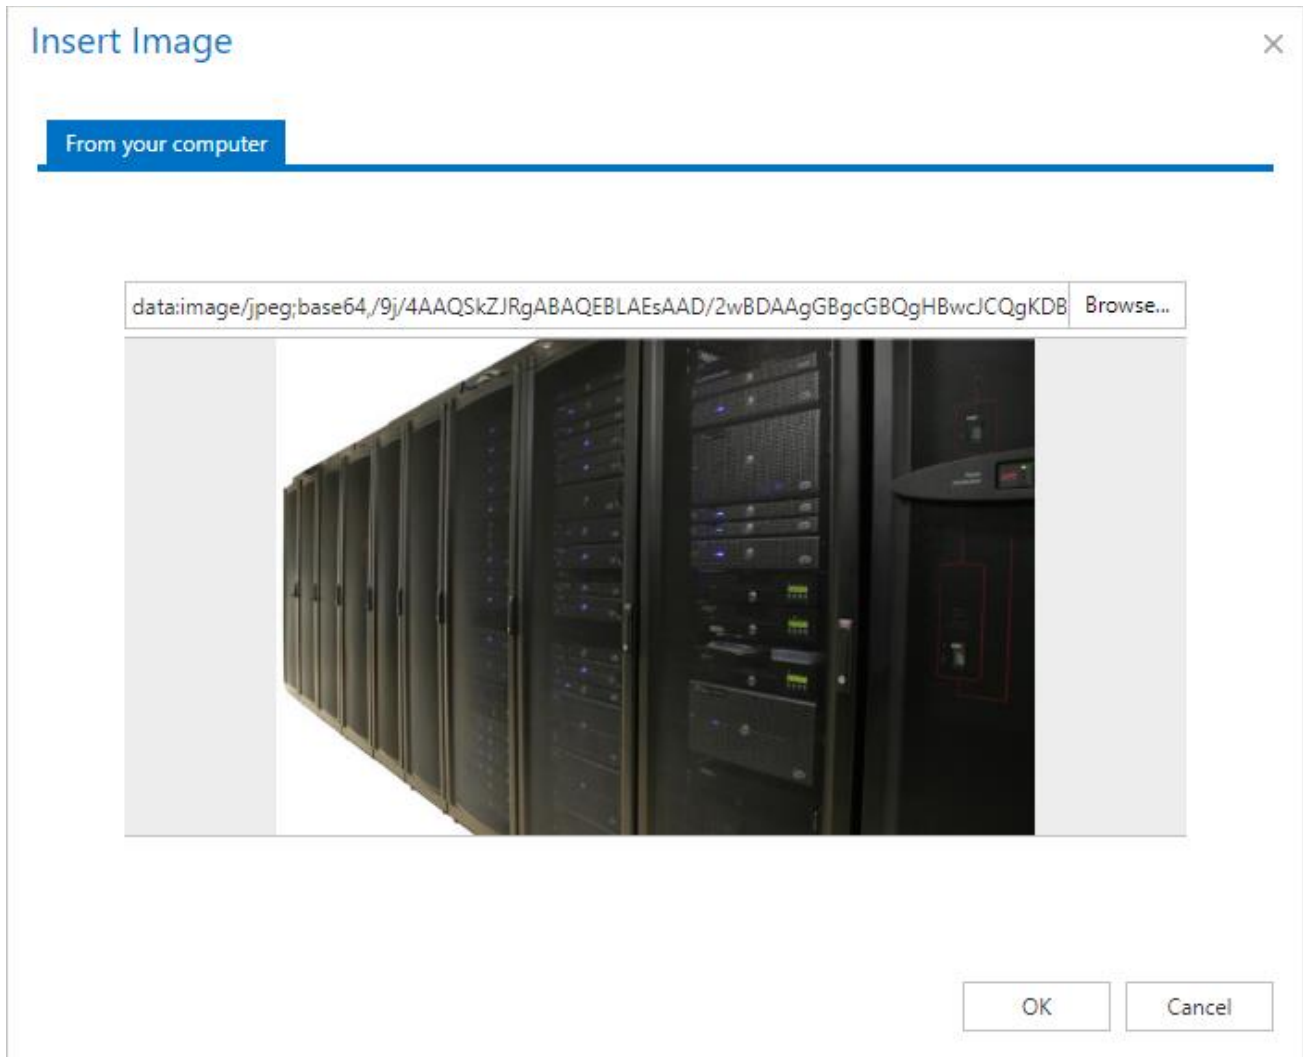 Insert Image
From your computer
data:image/jpeg;base64,/9j/4AAQSkZJRgABAQEBLAEsAAD/2wBDAAgGBgcGBQgHBwcJCQgKDB
Browse...
OK
Cancel